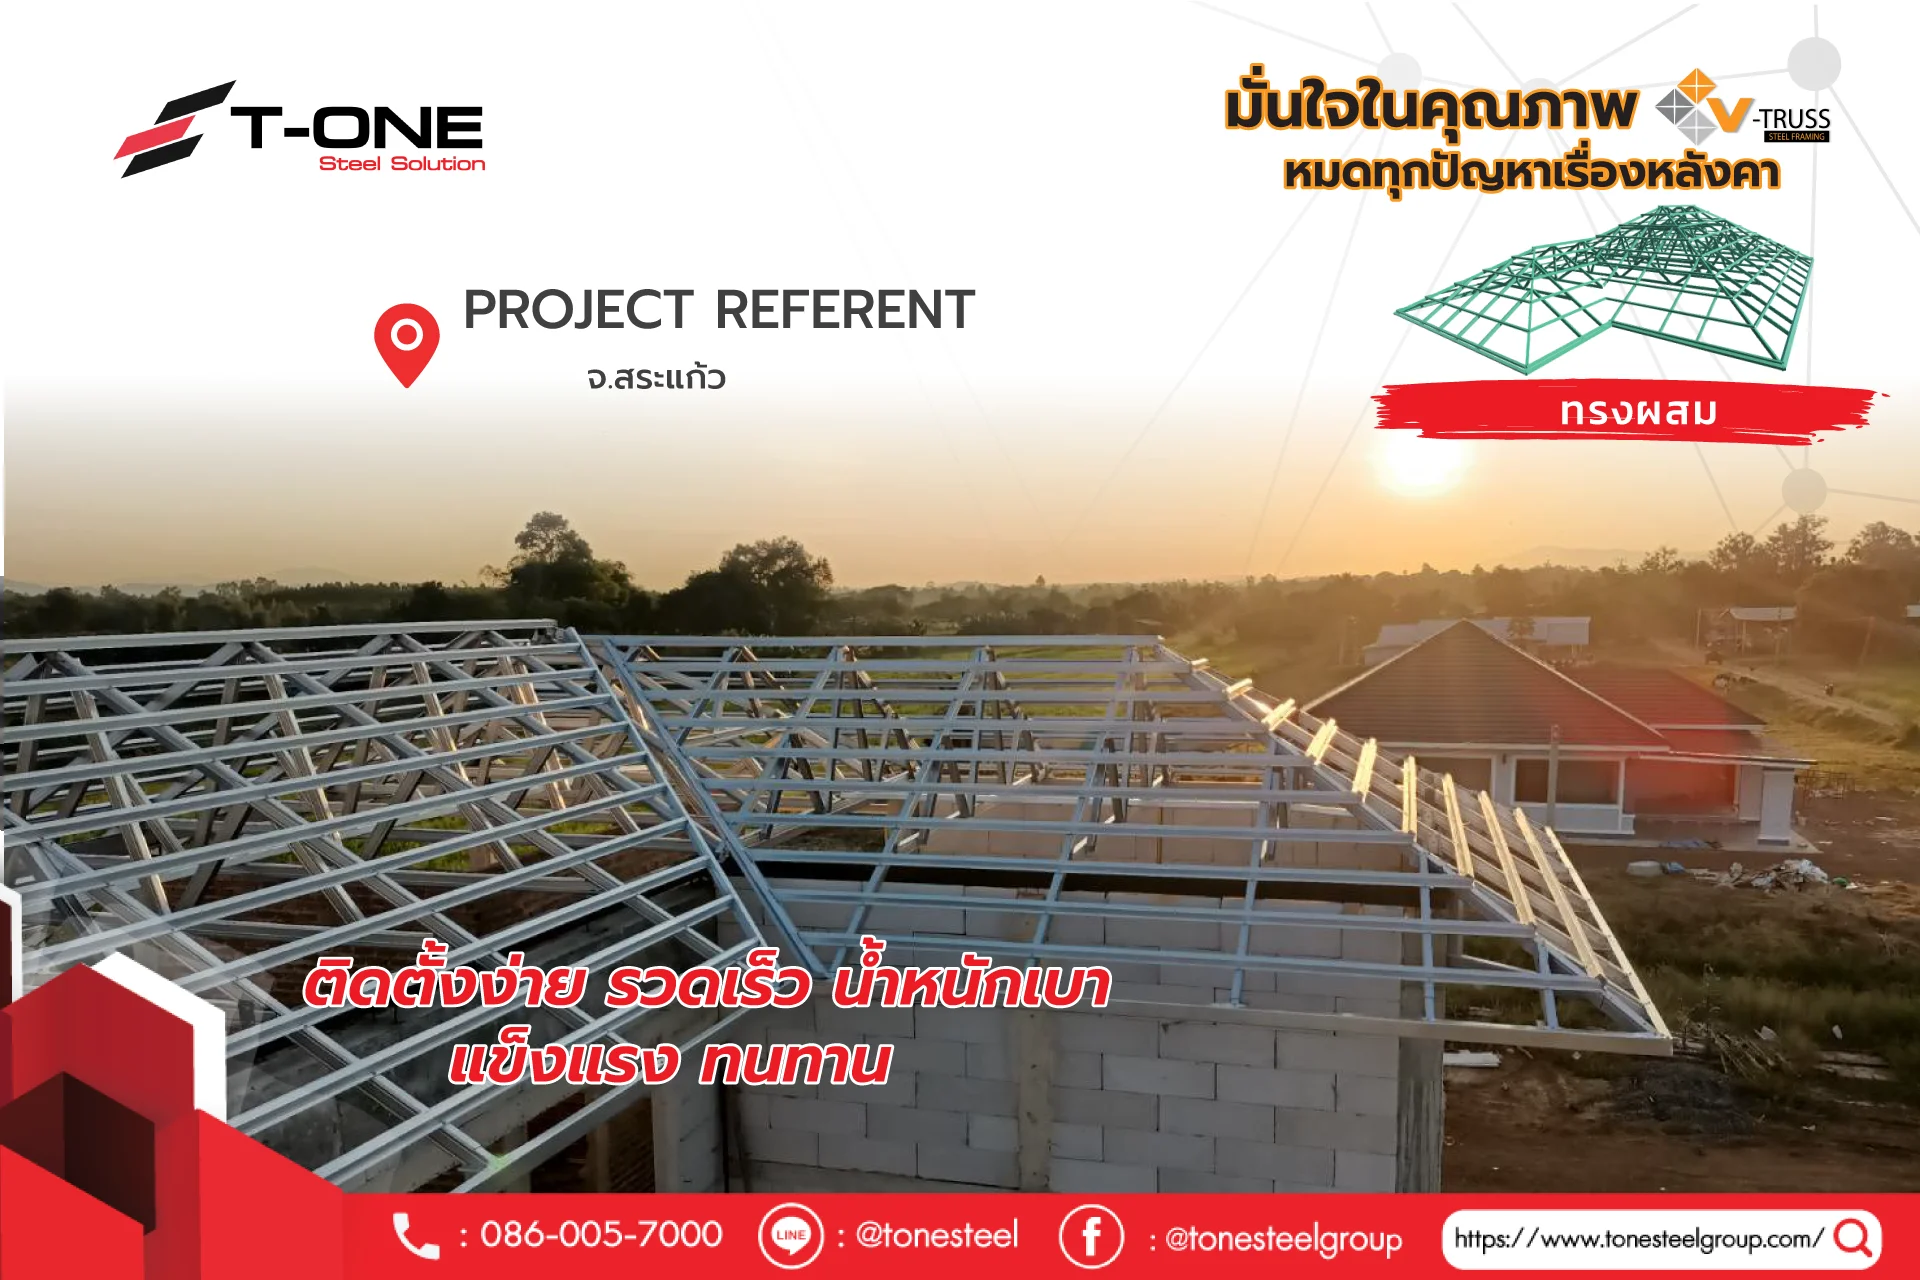 T-ONE
Steel Solution
มั่นใจในคุณภาพ V-TRUSS
STEEL FRAMING
หมดทุกปัญหาเรื่องหลังคา
PROJECT REFERENT
จ.สระแก้ว
ทรงผสม
ติดตั้งง่าย รวดเร็ว น้ำหนักเบา
แข็งแรง ทนทาน
: 086-005-7000
LINE : @tonesteel
f : @tonesteelgroup
https://www.tonesteelgroup.com/